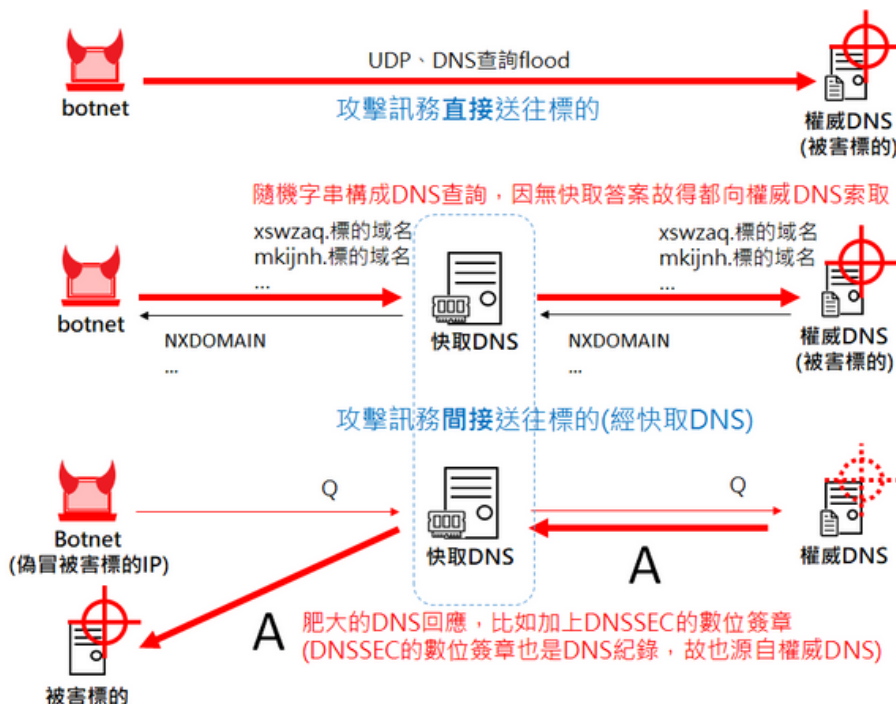 UDP、DNS查詢flood
botnet
攻擊訊務直接送往標的
權威DNS
(被害標的)
隨機字串構成DNS查詢，因無快取答案故得都向權威DNS索取
xswzaq.標的域名
mkijnh.標的域名
...
xswzaq.標的域名
mkijnh.標的域名
...
botnet
NXDOMAIN
...
快取DNS
NXDOMAIN
...
權威DNS
(被害標的)
攻擊訊務間接送往標的(經快取DNS)
Q
Q
Botnet
(偽冒被害標的IP)
快取DNS
權威DNS
A
A
肥大的DNS回應，比如加上DNSSEC的數位簽章
(DNSSEC的數位簽章也是DNS紀錄，故也源自權威DNS)
被害標的